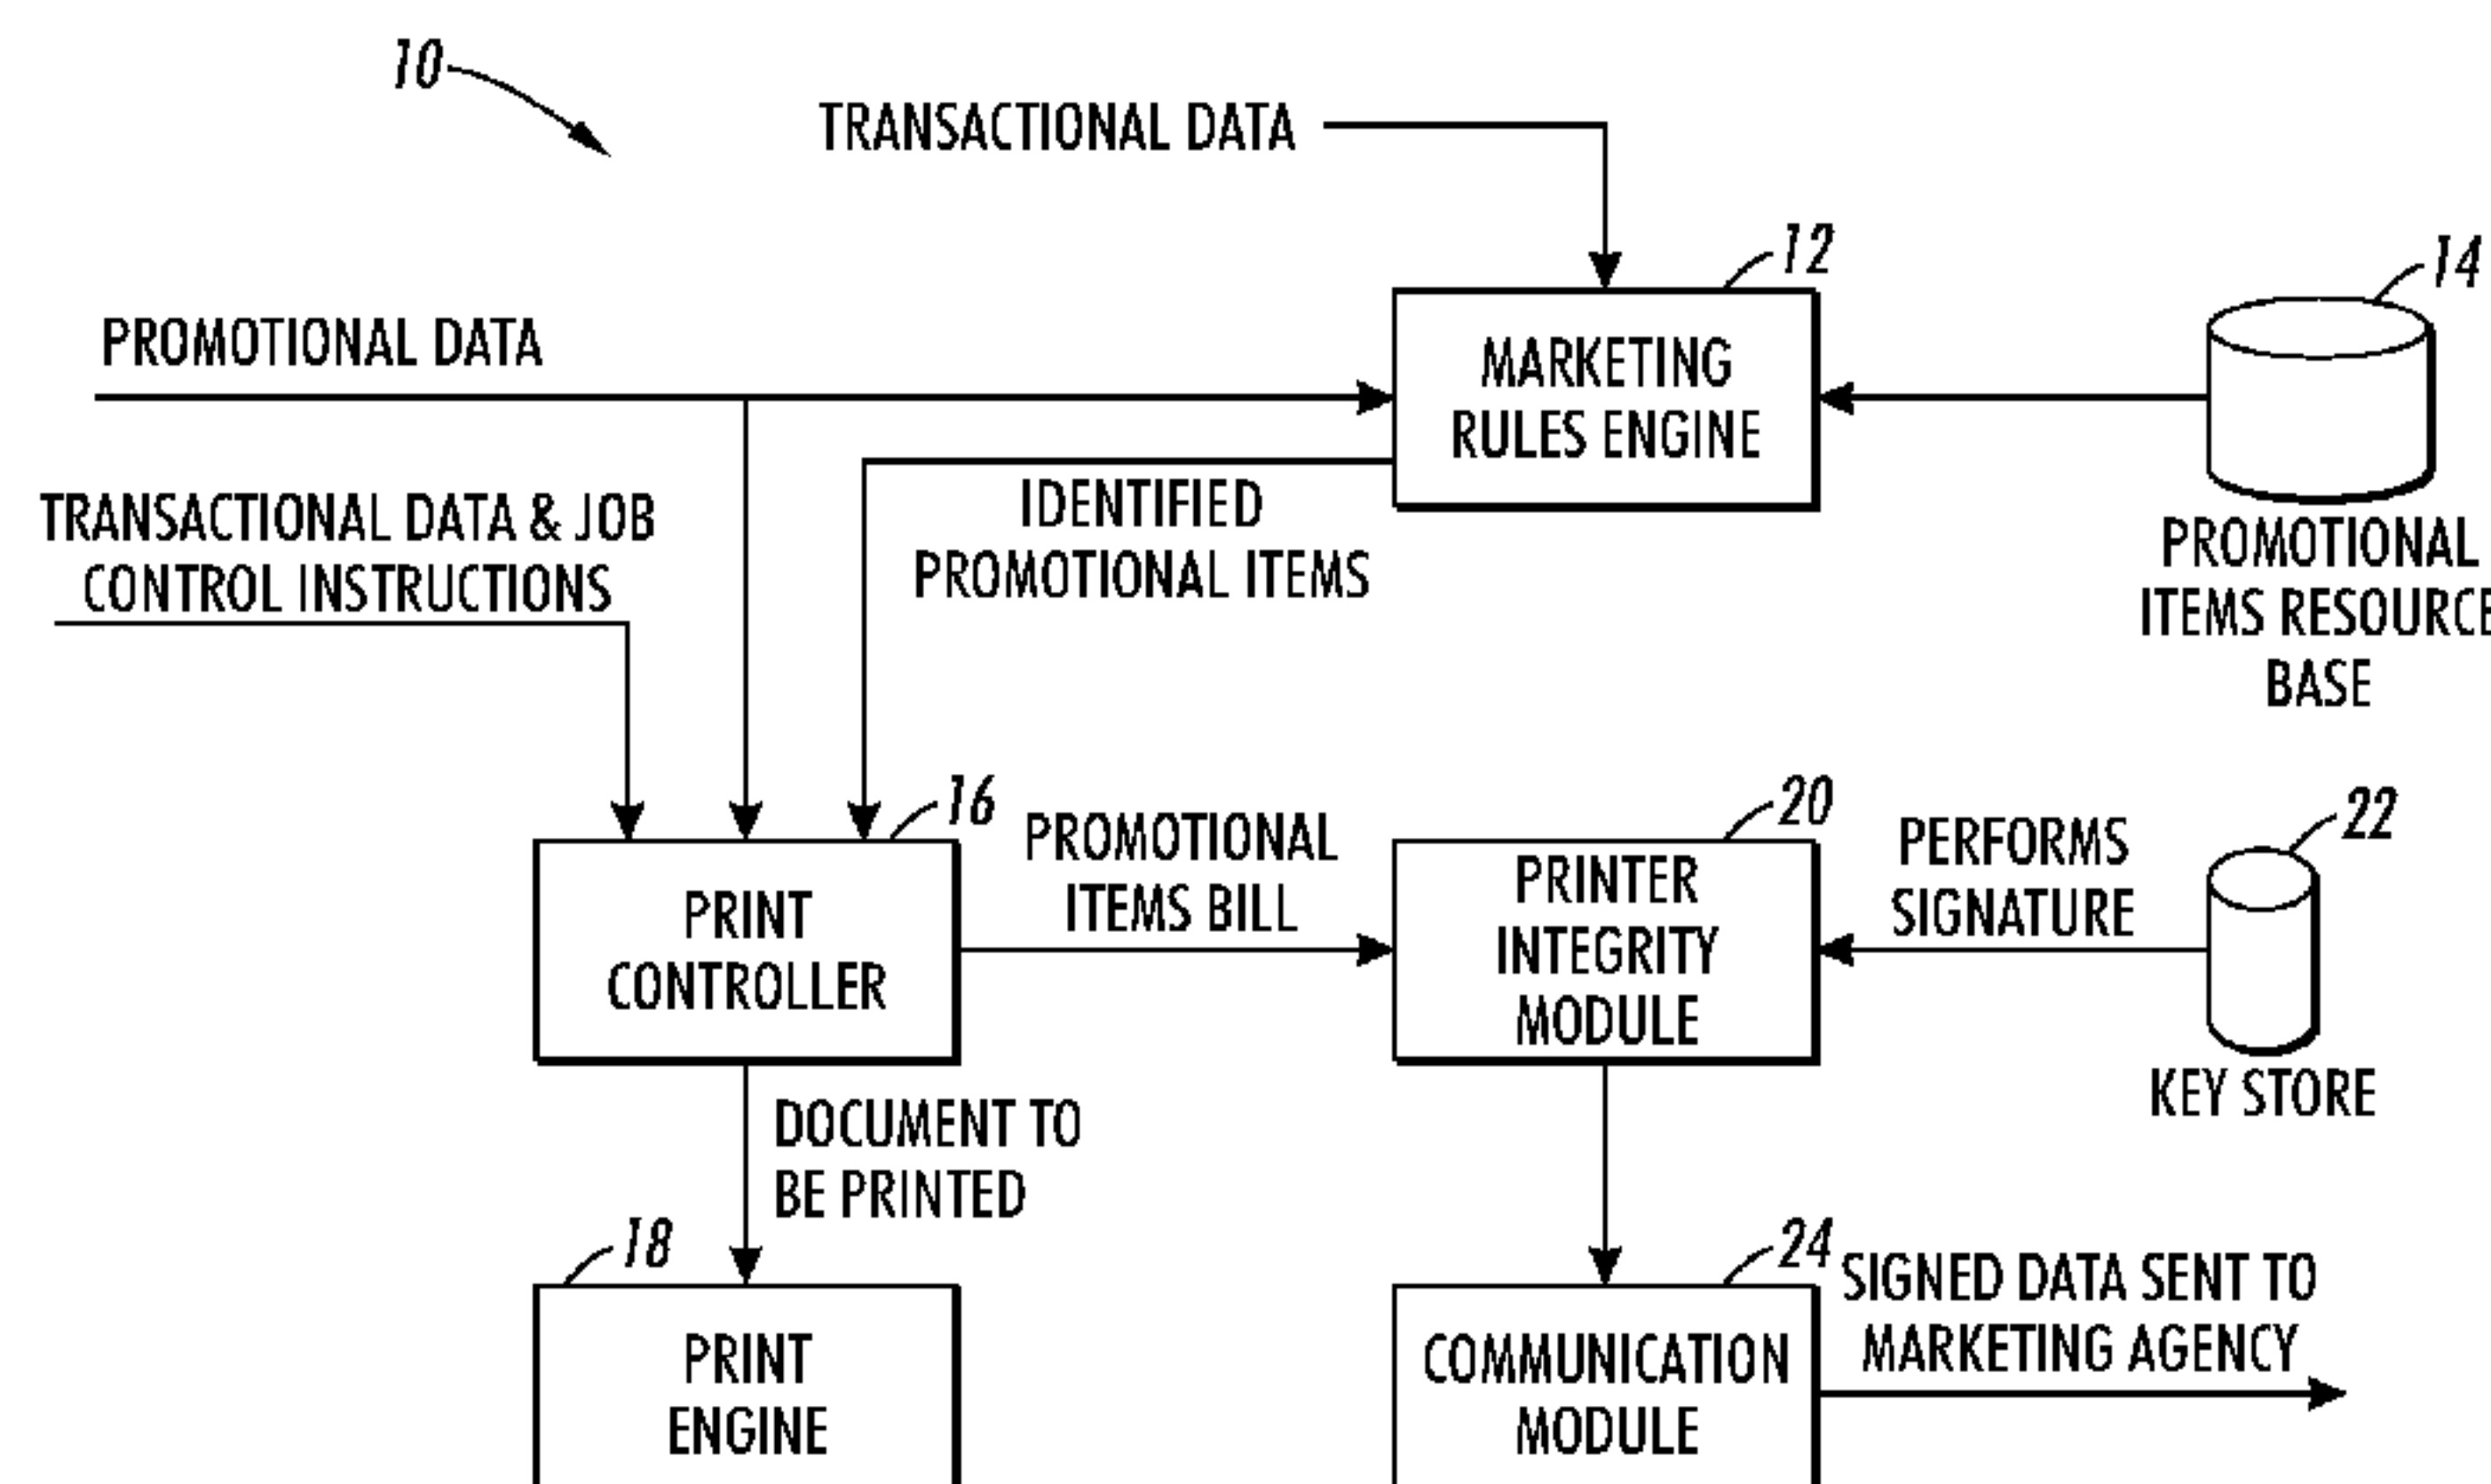 10
TRANSACTIONAL DATA
12
14
PROMOTIONAL DATA
MARKETING
RULES ENGINE
TRANSACTIONAL DATA & JOB
CONTROL INSTRUCTIONS
IDENTIFIED
PROMOTIONAL ITEMS
PROMOTIONAL
ITEMS RESOURCE
BASE
16
PROMOTIONAL
ITEMS BILL
20
PERFORMS
SIGNATURE
22
PRINT
CONTROLLER
PRINTER
INTEGRITY
MODULE
KEY STORE
DOCUMENT TO
BE PRINTED
18
24
SIGNED DATA SENT TO
MARKETING AGENCY
PRINT
ENGINE
COMMUNICATION
MODULE